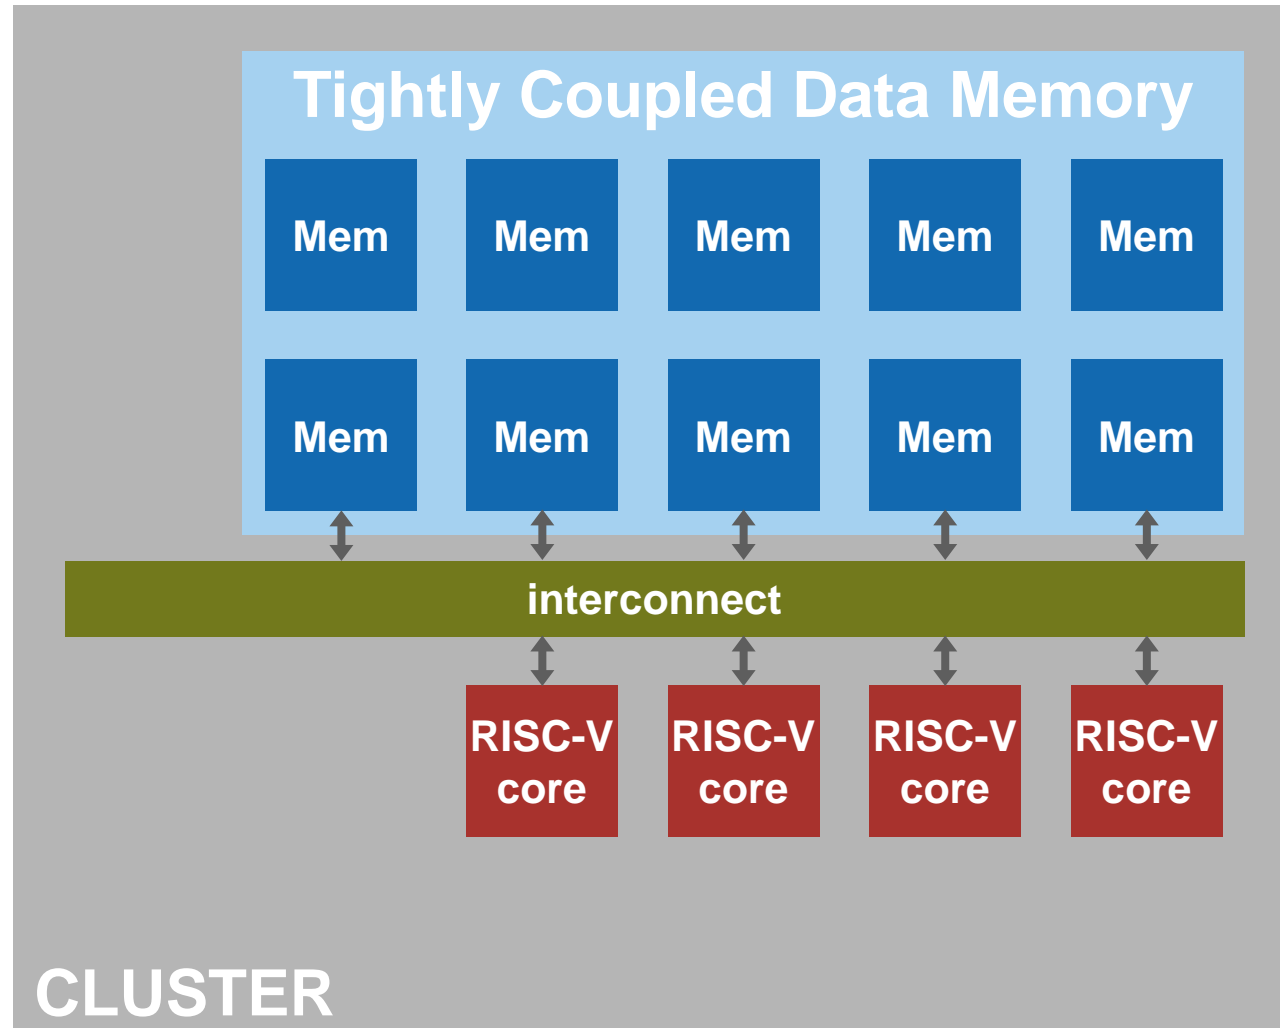 Tightly Coupled Data Memory
Mem Mem Mem Mem Mem
Mem Mem Mem Mem Mem
interconnect
RISC-V RISC-V RISC-V RISC-V
core core core core
CLUSTER